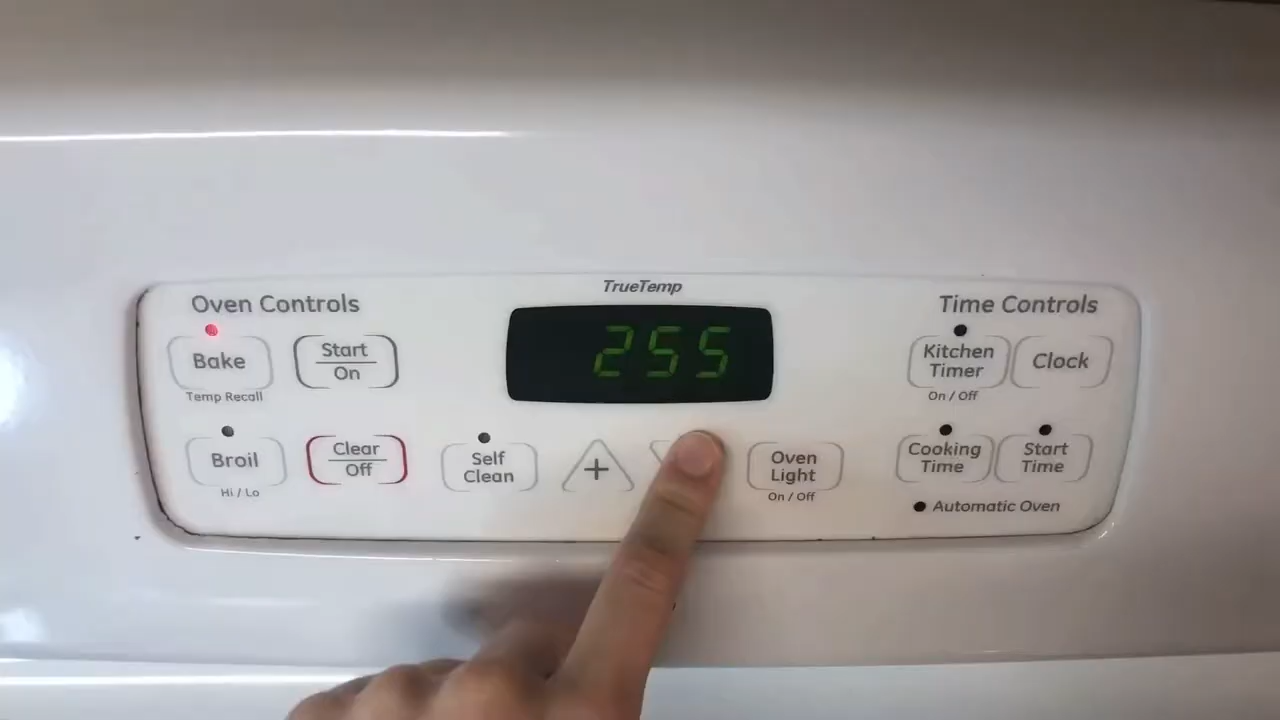 TrueTemp
Oven Controls
Time Controls
255
Bake
Start
On
Kitchen
Timer
Clock
Temp Recall
On / Off
Broil
Clear
Off
Self
Clean
+
Oven
Light
Cooking
Time
Start
Time
Hi / Lo
On / Off
Automatic Oven